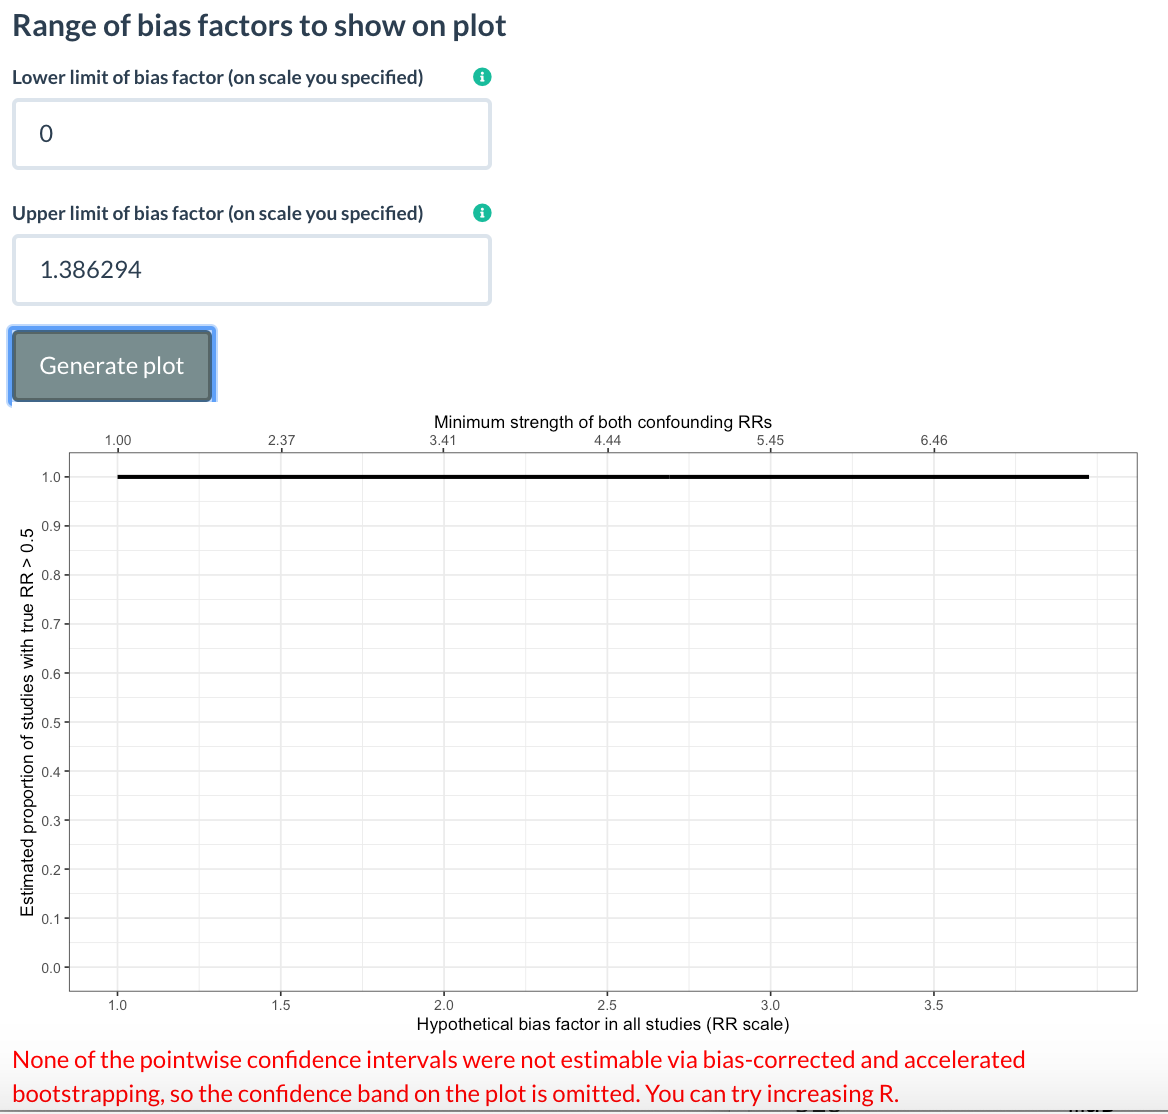 Range of bias factors to show on plot
Lower limit of bias factor (on scale you specified)
0
Upper limit of bias factor (on scale you specified)
1.386294
Generate plot
Minimum strength of both confounding RRs
1.00 2.37 3.41 4.44 5.45 6.46
Estimated proportion of studies with true RR > 0.5
1.0
0.9
0.8
0.7
0.6
0.5
0.4
0.3
0.2
0.1
0.0
1.0 1.5 2.0 2.5 3.0 3.5
Hypothetical bias factor in all studies (RR scale)
None of the pointwise confidence intervals were not estimable via bias-corrected and accelerated
bootstrapping, so the confidence band on the plot is omitted. You can try increasing R.